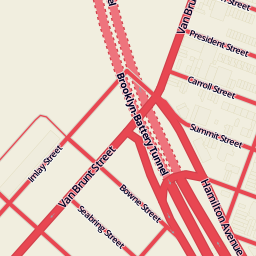 Street
Van Brunt
President Street
Carroll Street
Brooklyn-Battery Tunnel
Summit Street
Imlay Street
Van Brunt Street
Bowne Street
Hamilton Avenue
Seabring Street